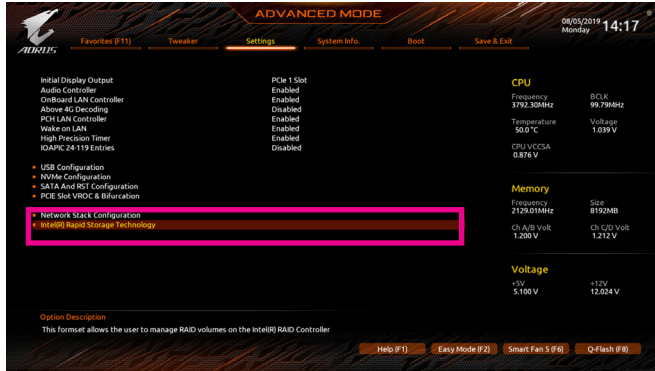 ADVANCED MODE
08/05/2019 14:17
Monday
AORUS
Favorites (F11) Tweaker Settings System Info. Boot Save & Exit
Initial Display Output PCIe 1 Slot
Audio Controller Enabled
OnBoard LAN Controller Enabled
Above 4G Decoding Disabled
PCH LAN Controller Enabled
Wake on LAN Enabled
High Precision Timer Enabled
IOAPIC 24-119 Entries Disabled
USB Configuration
NVMe Configuration
SATA And RST Configuration
PCIE Slot VROC & Bifurcation
Network Stack Configuration
Intel(R) Rapid Storage Technology
CPU
Frequency BCLK
3792.30MHz 99.79MHz
Temperature Voltage
50.0 °C 1.039 V
CPU VCCSA
0.876 V
Memory
Frequency Size
2129.01MHz 8192MB
Ch A/B Volt Ch C/D Volt
1.200 V 1.212 V
Voltage
+5V +12V
5.100 V 12.024 V
Option Description
This formset allows the user to manage RAID volumes on the Intel(R) RAID Controller
Help (F1) Easy Mode (F2) Smart Fan 5 (F6) Q-Flash (F8)